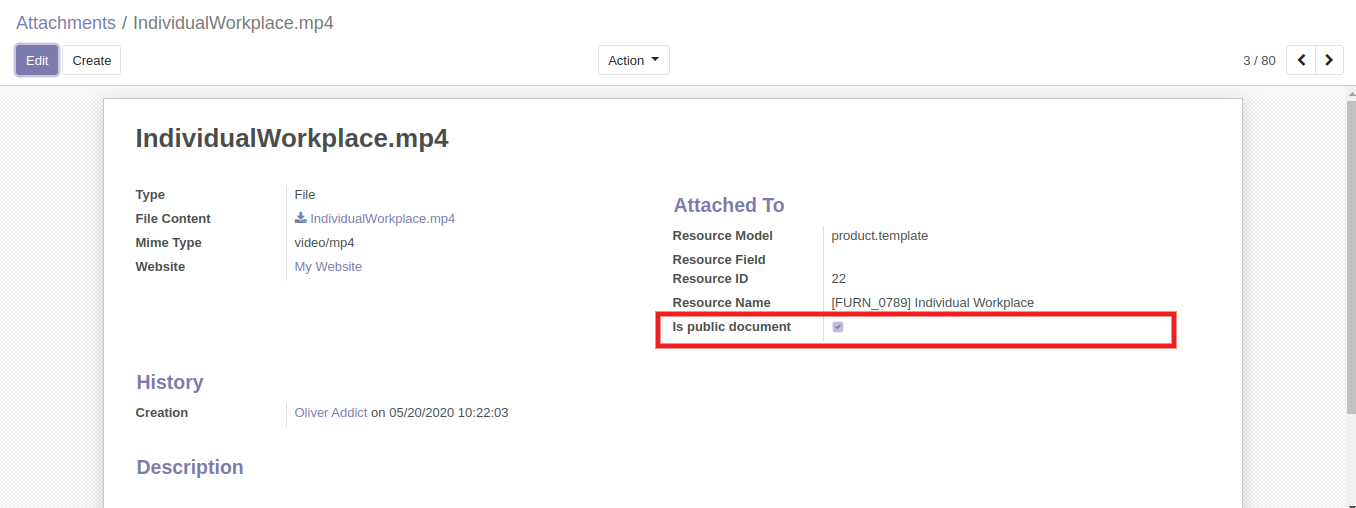 Attachments / IndividualWorkplace.mp4
Edit Create Action 3 / 80
IndividualWorkplace.mp4
Type File
File Content IndividualWorkplace.mp4
Mime Type video/mp4
Website My Website
Attached To
Resource Model product.template
Resource Field
Resource ID 22
Resource Name [FURN_0789] Individual Workplace
Is public document
History
Creation Oliver Addict on 05/20/2020 10:22:03
Description